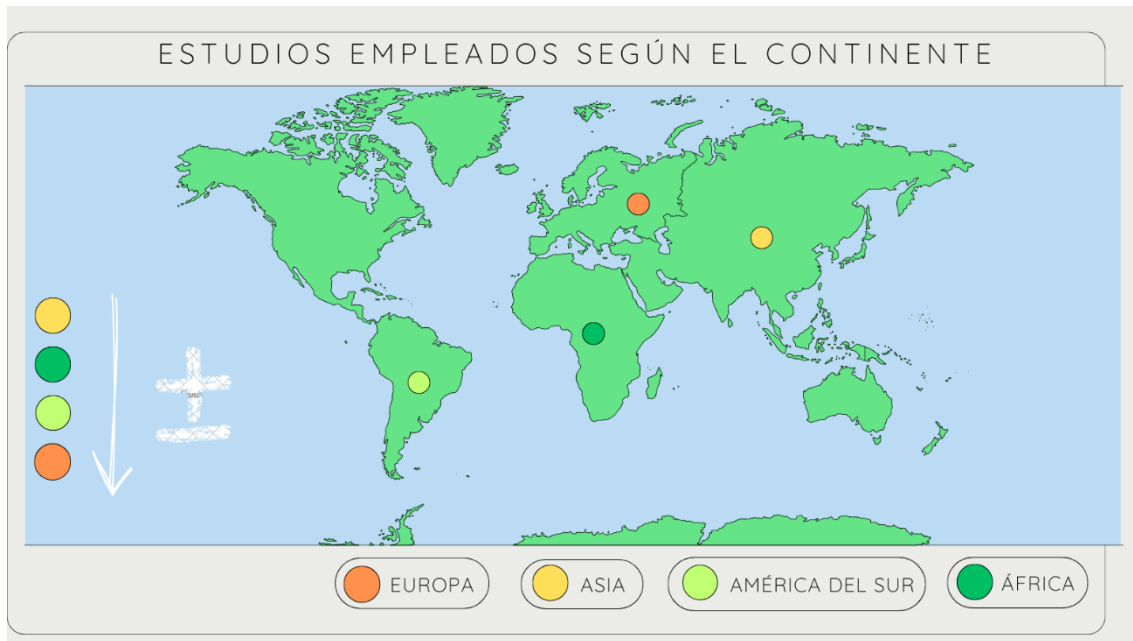 ESTUDIOS EMPLEADOS SEGÚN EL CONTINENTE
±
EUROPA
ASIA
AMÉRICA DEL SUR
ÁFRICA